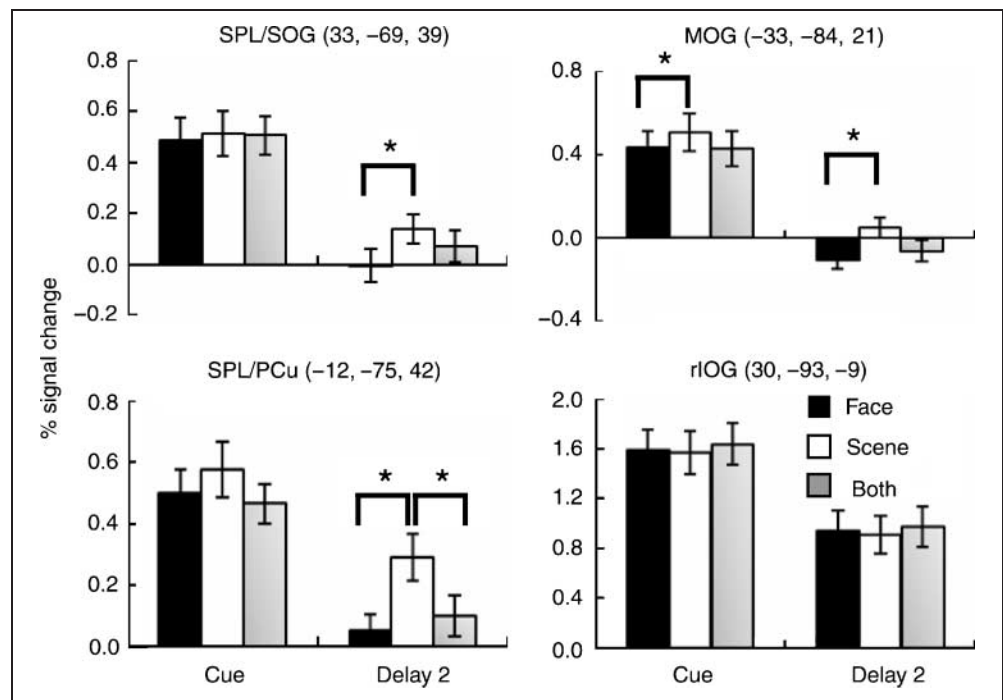 SPL/SOG (33, −69, 39)
0.8
0.6
0.4
0.2
0.0
−0.2
*
MOG (−33, −84, 21)
0.8
0.4
0.0
−0.4
*
*
% signal change
SPL/PCu (−12, −75, 42)
0.8
0.6
0.4
0.2
0.0
*
*
Cue
Delay 2
rIOG (30, −93, −9)
2.0
1.6
1.2
0.8
0.4
0.0
Face
Scene
Both
Cue
Delay 2